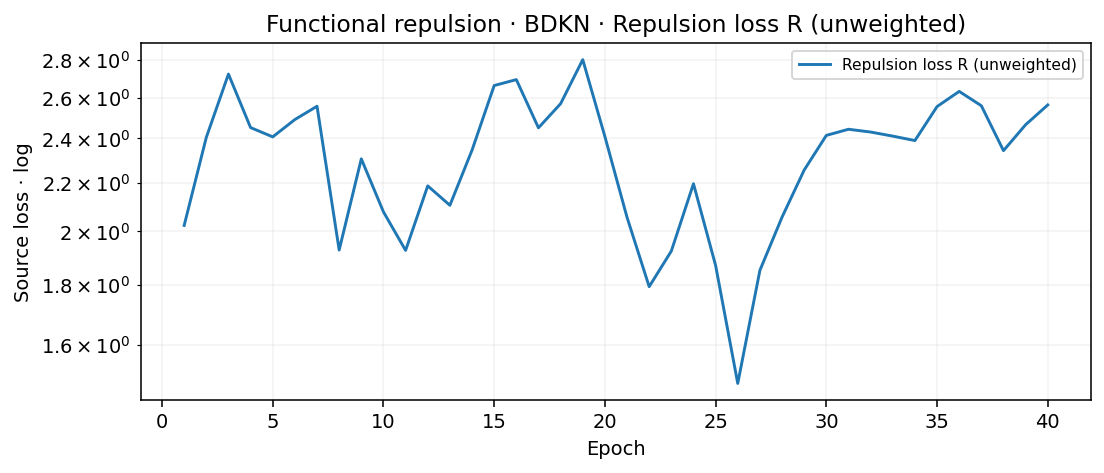 Functional repulsion · BDKN · Repulsion loss R (unweighted)
Repulsion loss R (unweighted)
Source loss · log
2.8 × 10⁰
2.6 × 10⁰
2.4 × 10⁰
2.2 × 10⁰
2 × 10⁰
1.8 × 10⁰
1.6 × 10⁰
0 5 10 15 20 25 30 35 40
Epoch